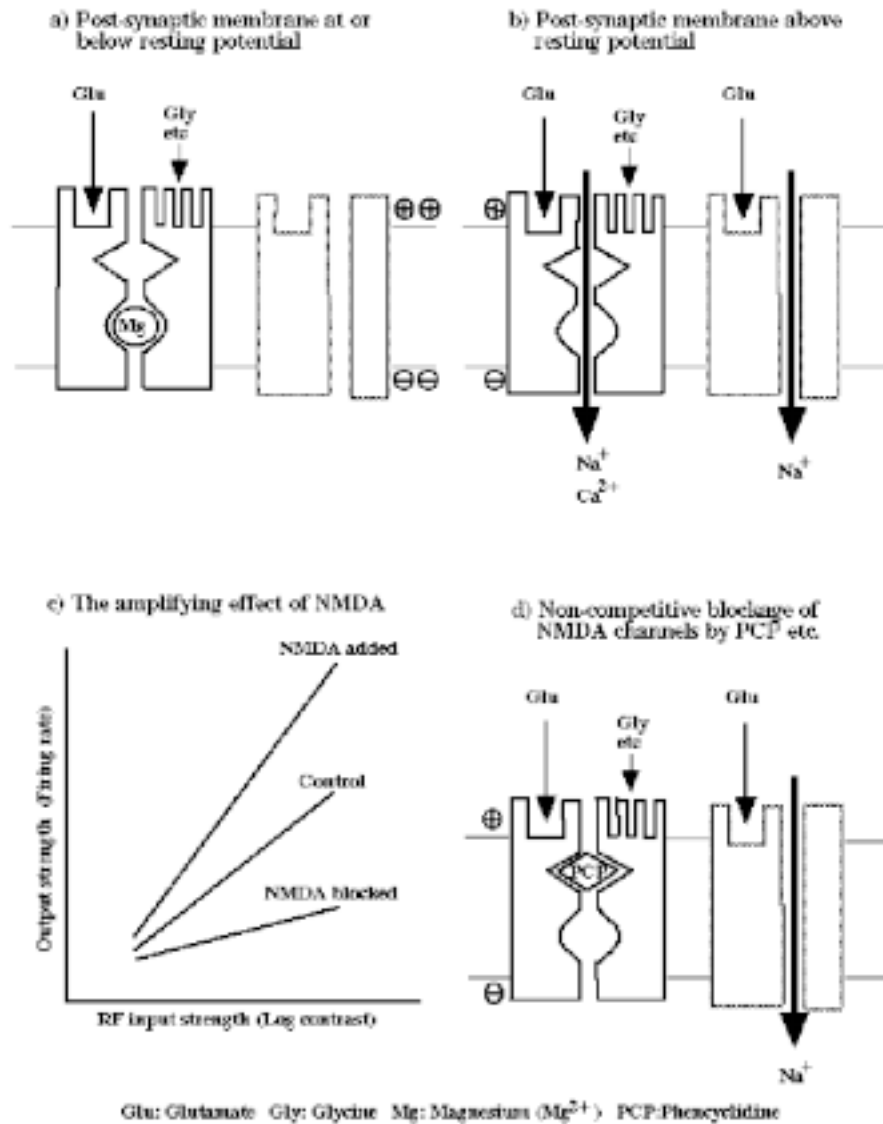 a) Post-synaptic membrane at or
below resting potential
b) Post-synaptic membrane above
resting potential
Glu
Gly
etc
Mg
⊕⊕
⊖⊖
Glu
Gly
etc
Glu
⊕
⊖
Na⁺
Ca²⁺
Na⁺
c) The amplifying effect of NMDA
NMDA added
Control
NMDA blocked
Output strength (Firing rate)
RF input strength (Log contrast)
d) Non-competitive blockage of
NMDA channels by PCP etc.
Glu
Gly
etc
Glu
⊕
PCP
⊖
Na⁺
Glu: Glutamate Gly: Glycine Mg: Magnesium (Mg²⁺) PCP:Phencyclidine